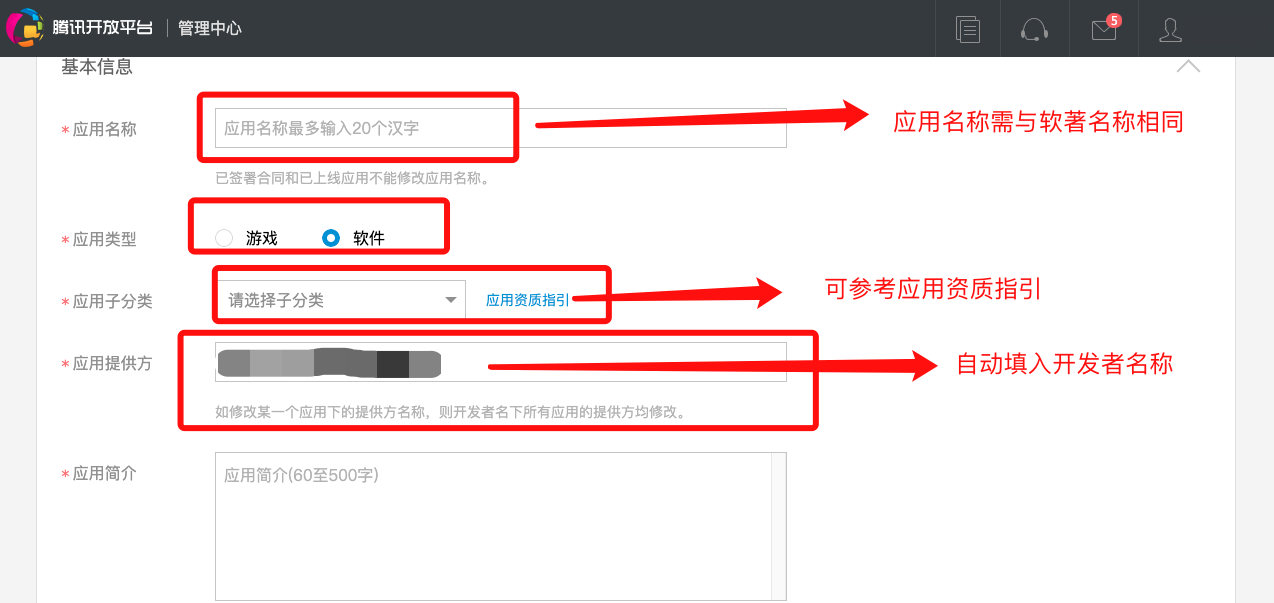 腾讯开放平台 管理中心 5
基本信息
*应用名称 应用名称最多输入20个汉字 应用名称需与软著名称相同
已签署合同和已上线应用不能修改应用名称。
*应用类型 游戏 软件
*应用子分类 请选择子分类 应用资质指引 可参考应用资质指引
*应用提供方 自动填入开发者名称
如修改某一个应用下的提供方名称，则开发者名下所有应用的提供方均修改。
*应用简介 应用简介(60至500字)